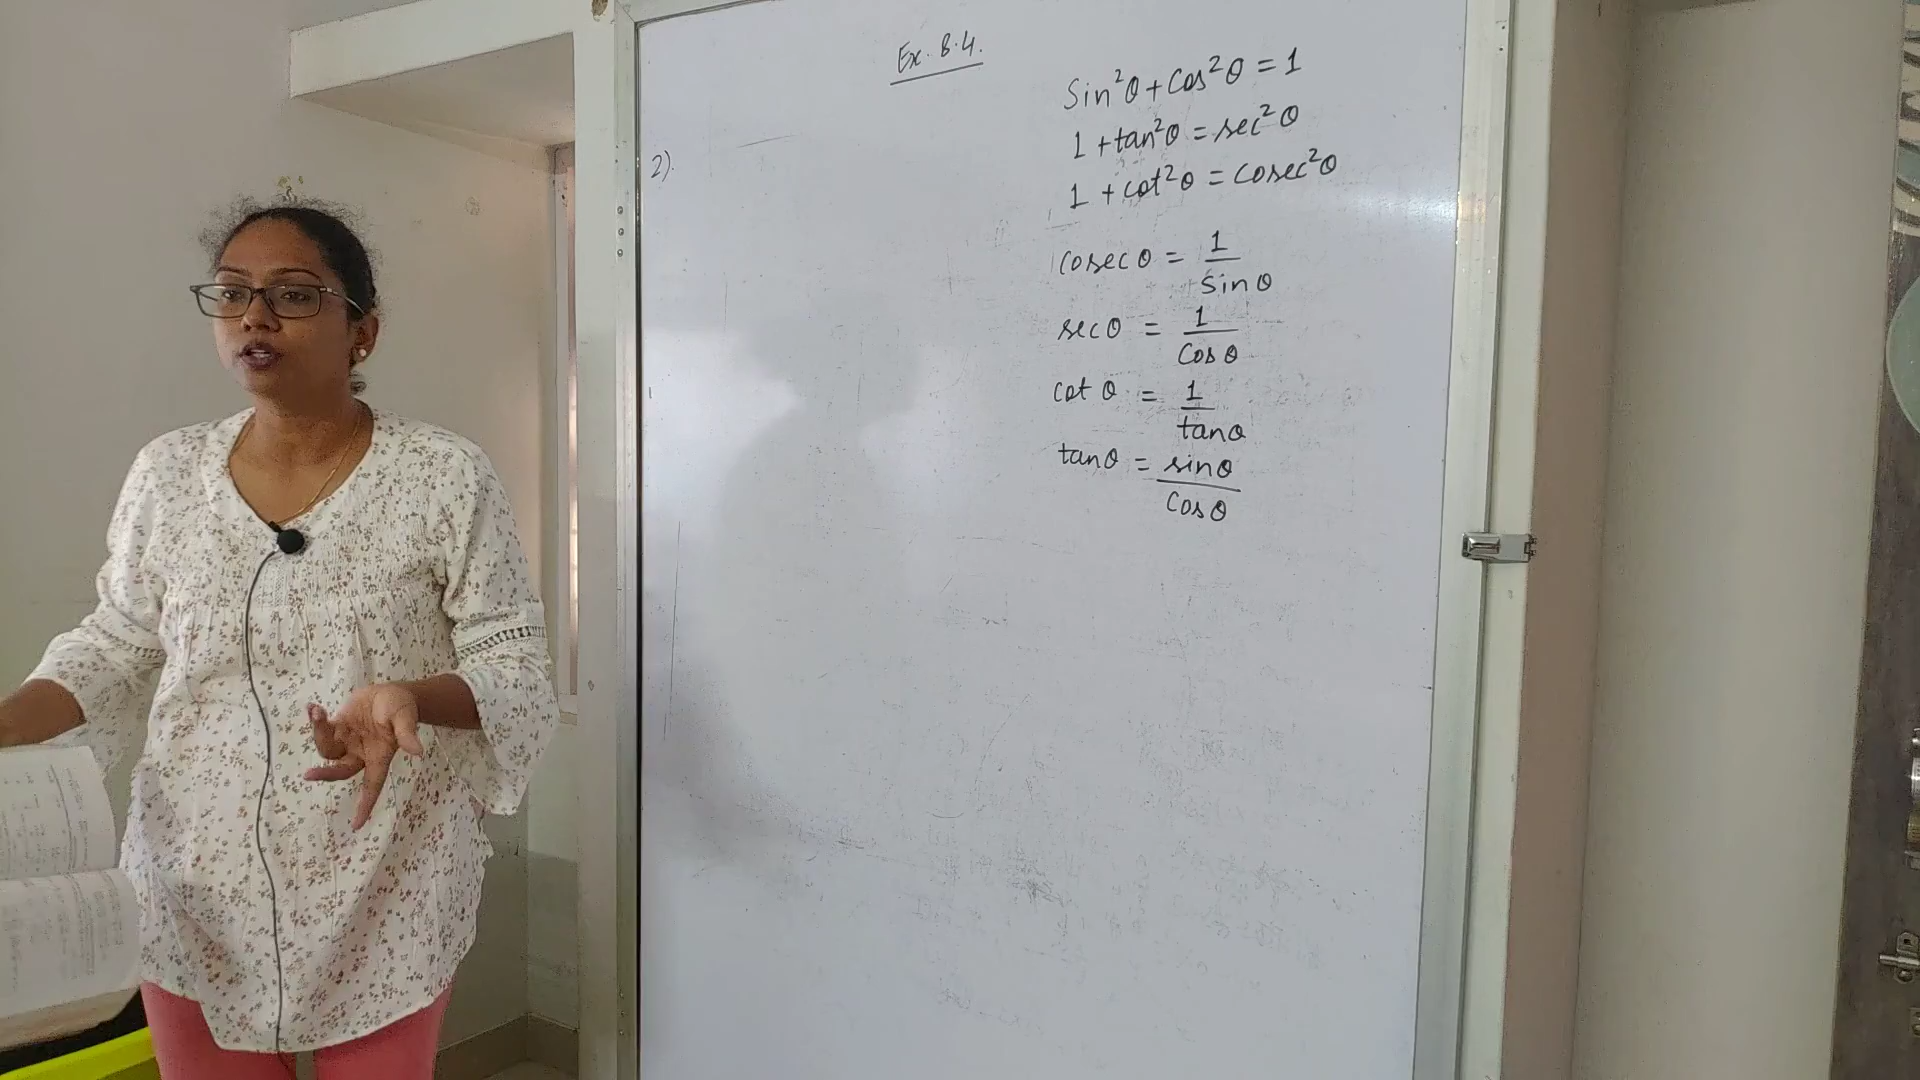 Ex. 8.4.
2).
Sin²θ + Cos²θ = 1
1 + tan²θ = sec²θ
1 + cot²θ = cosec²θ
cosec θ = 1/sin θ
sec θ = 1/Cos θ
cot θ = 1/tan θ
tan θ = sin θ/Cos θ